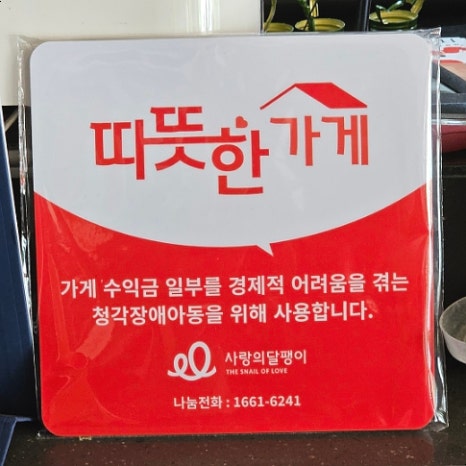 따뜻한가게
가게 수익금 일부를 경제적 어려움을 겪는
청각장애아동을 위해 사용합니다.
사랑의달팽이
THE SNAIL OF LOVE
나눔전화 : 1661-6241